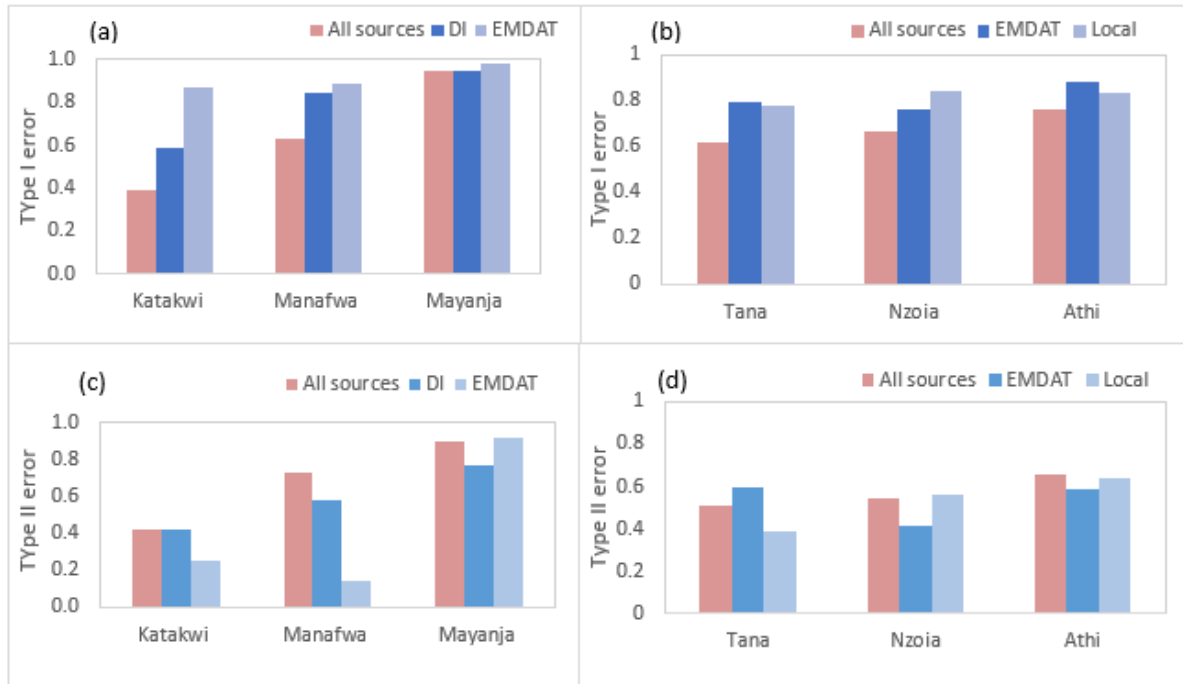 (a)
All sources DI EMDAT
TYpe I error
1.0
0.8
0.6
0.4
0.2
0.0
Katakwi Manafwa Mayanja
(b)
All sources EMDAT Local
Type I error
1
0.8
0.6
0.4
0.2
0
Tana Nzoia Athi
(c)
All sources DI EMDAT
TYpe II error
1.0
0.8
0.6
0.4
0.2
0.0
Katakwi Manafwa Mayanja
(d)
All sources EMDAT Local
Type II error
1
0.8
0.6
0.4
0.2
0
Tana Nzoia Athi